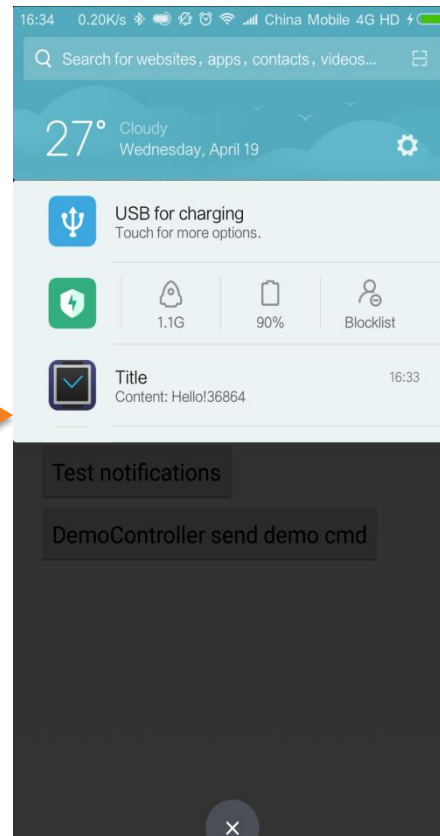 16:34 0.20K/s China Mobile 4G HD
Search for websites, apps, contacts, videos...
27°
Cloudy
Wednesday, April 19
USB for charging
Touch for more options.
1.1G
90%
Blocklist
Title
16:33
Content: Hello!36864
Test notifications
DemoController send demo cmd